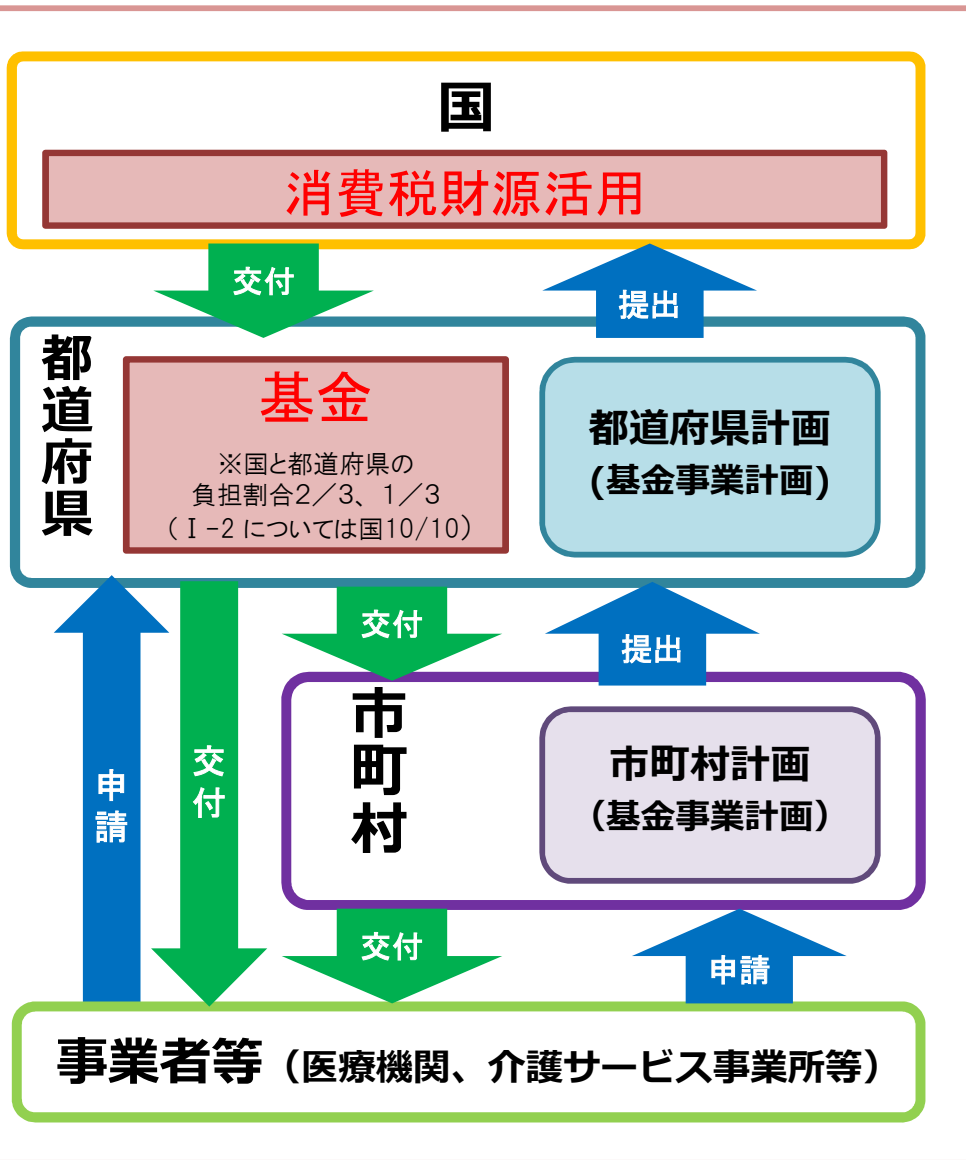 国
消費税財源活用
交付
提出
都道府県
基金
※国と都道府県の
負担割合2／3、1／3
（Ⅰ-2 については国10/10）
都道府県計画
(基金事業計画)
交付
提出
申請
交付
市町村
市町村計画
（基金事業計画）
交付
申請
事業者等（医療機関、介護サービス事業所等）